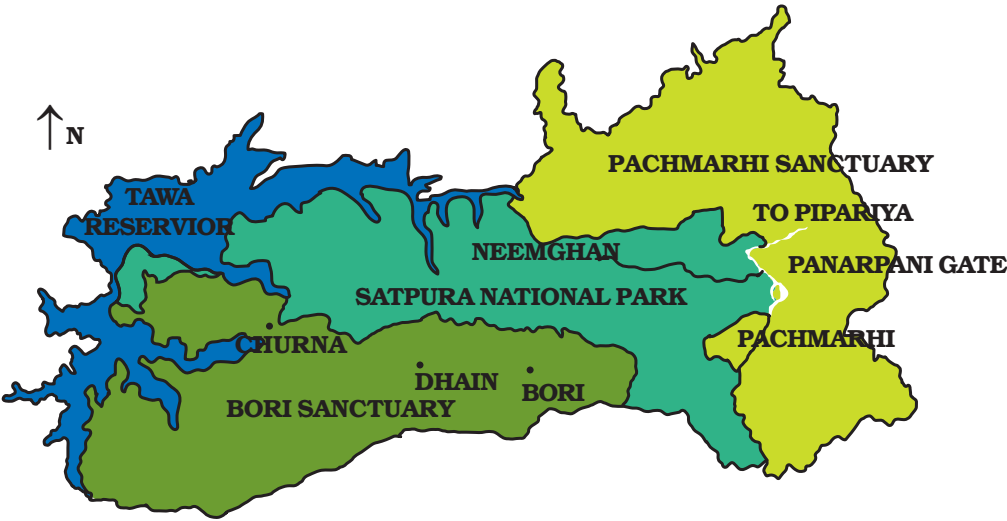 N
PACHMARHI SANCTUARY
TAWA
RESERVIOR
TO PIPARIYA
NEEMGHAN
PANARPANI GATE
SATPURA NATIONAL PARK
PACHMARHI
CHURNA
DHAIN
BORI
BORI SANCTUARY